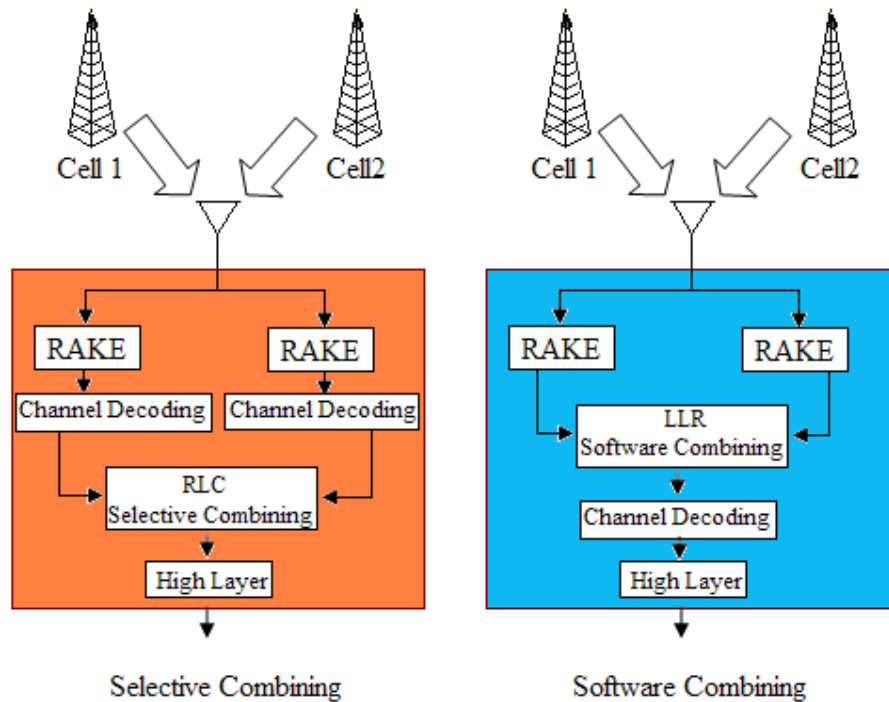 Cell 1
Cell2
Cell 1
Cell2
RAKE
RAKE
RAKE
RAKE
Channel Decoding
Channel Decoding
LLR
Software Combining
RLC
Selective Combining
Channel Decoding
High Layer
High Layer
Selective Combining
Software Combining